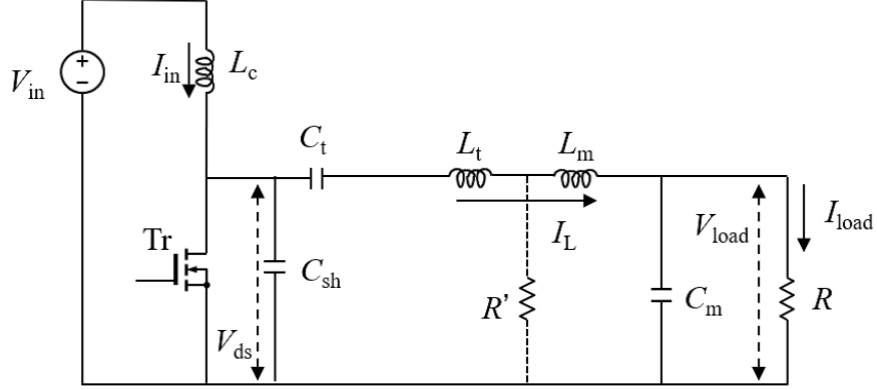 V_in
+
−
I_in
L_c
C_t
L_t
L_m
I_L
Tr
V_ds
C_sh
R’
C_m
V_load
I_load
R